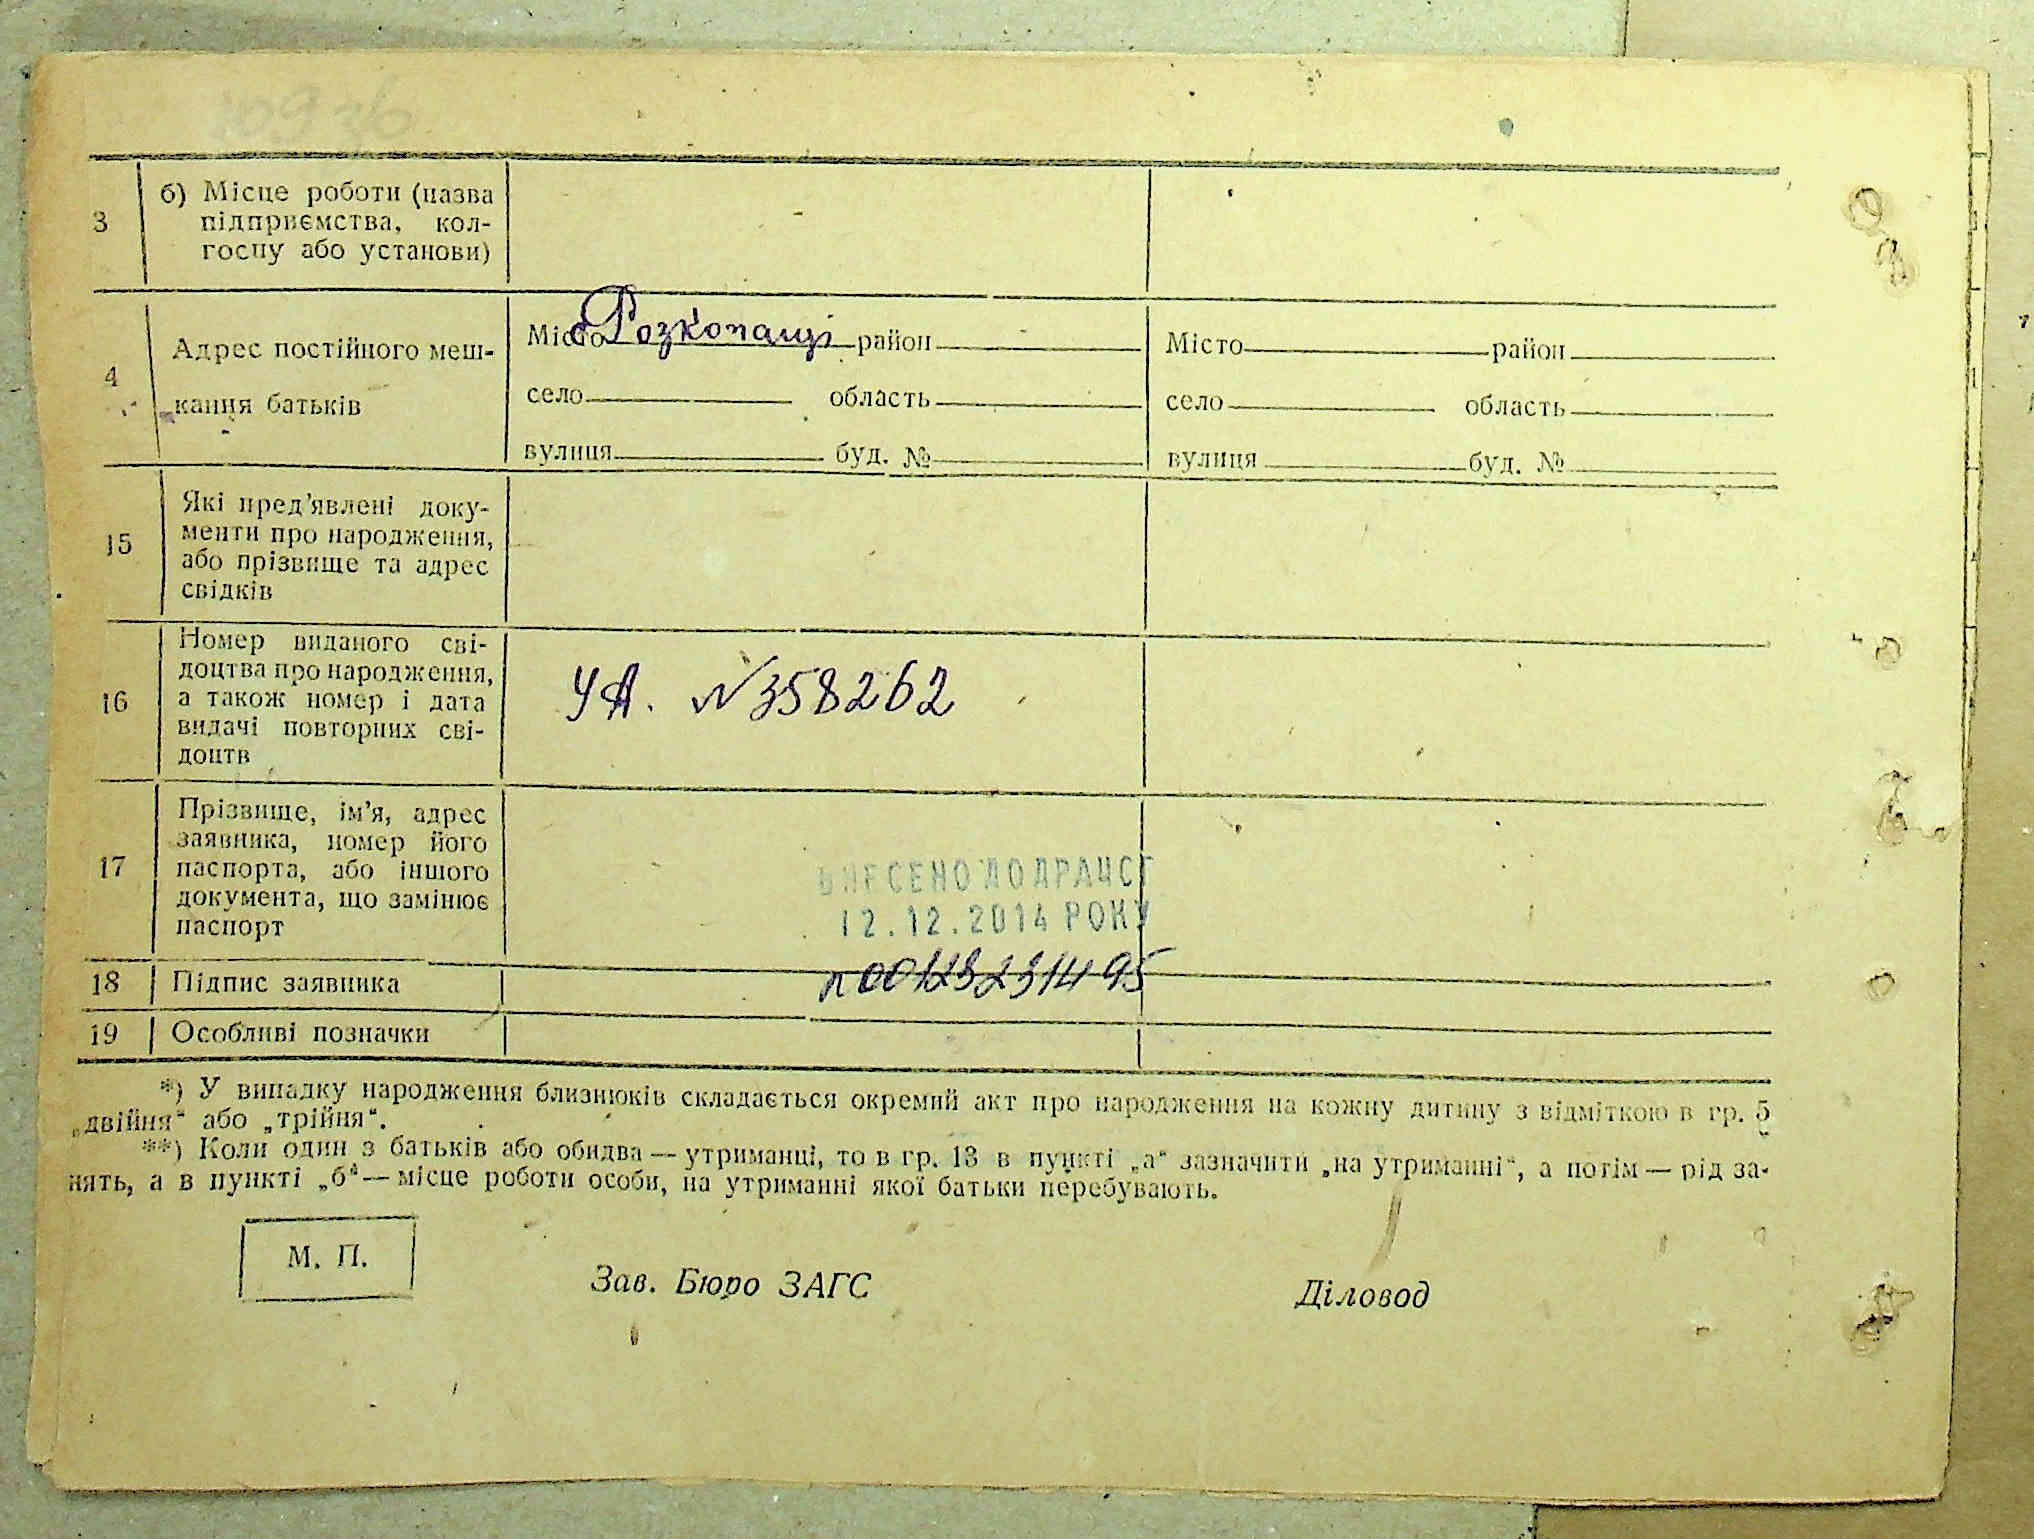 3
б) Місце роботи (назва
підприємства, кол-
госпу або установи)
4
Адрес постійного меш-
кання батьків
Місто Розкопанці район Місто район
село область село область
вулиця буд. № вулиця буд. №
15
Які пред'явлені доку-
менти про народження,
або прізвище та адрес
свідків
16
Номер виданого сві-
доцтва про народження,
а також номер і дата
видачі повторних сві-
доцтв
УА. № 358262
17
Прізвище, ім'я, адрес
заявника, номер його
паспорта, або іншого
документа, що замінює
паспорт
ВНЕСЕНО ДО ДРАЦСГ
12.12.2014 РОКУ
18 Підпис заявника
19 Особливі позначки
*) У випадку народження близнюків складається окремий акт про народження на кожну дитину з відміткою в гр. 5
„двійня“ або „трійня“.
**) Коли один з батьків або обидва — утриманці, то в гр. 13 в пункті „а“ зазначити „на утриманні“, а потім — рід за-
нять, а в пункті „б“ — місце роботи особи, на утриманні якої батьки перебувають.
М. П.
Зав. Бюро ЗАГС Діловод